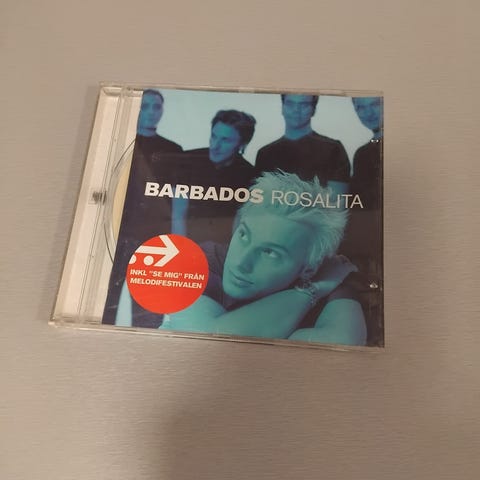 BARBADOS ROSALITA
INKL "SE MIG" FRÅN
MELODIFESTIVALEN